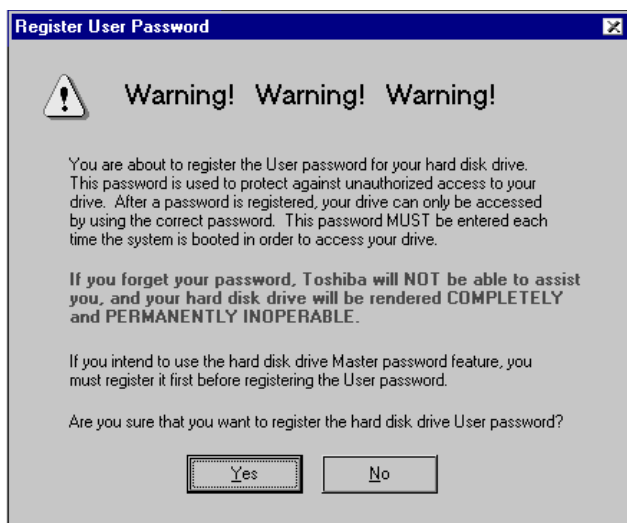 Register User Password
Warning! Warning! Warning!
You are about to register the User password for your hard disk drive.
This password is used to protect against unauthorized access to your
drive. After a password is registered, your drive can only be accessed
by using the correct password. This password MUST be entered each
time the system is booted in order to access your drive.
If you forget your password, Toshiba will NOT be able to assist
you, and your hard disk drive will be rendered COMPLETELY
and PERMANENTLY INOPERABLE.
If you intend to use the hard disk drive Master password feature, you
must register it first before registering the User password.
Are you sure that you want to register the hard disk drive User password?
Yes
No